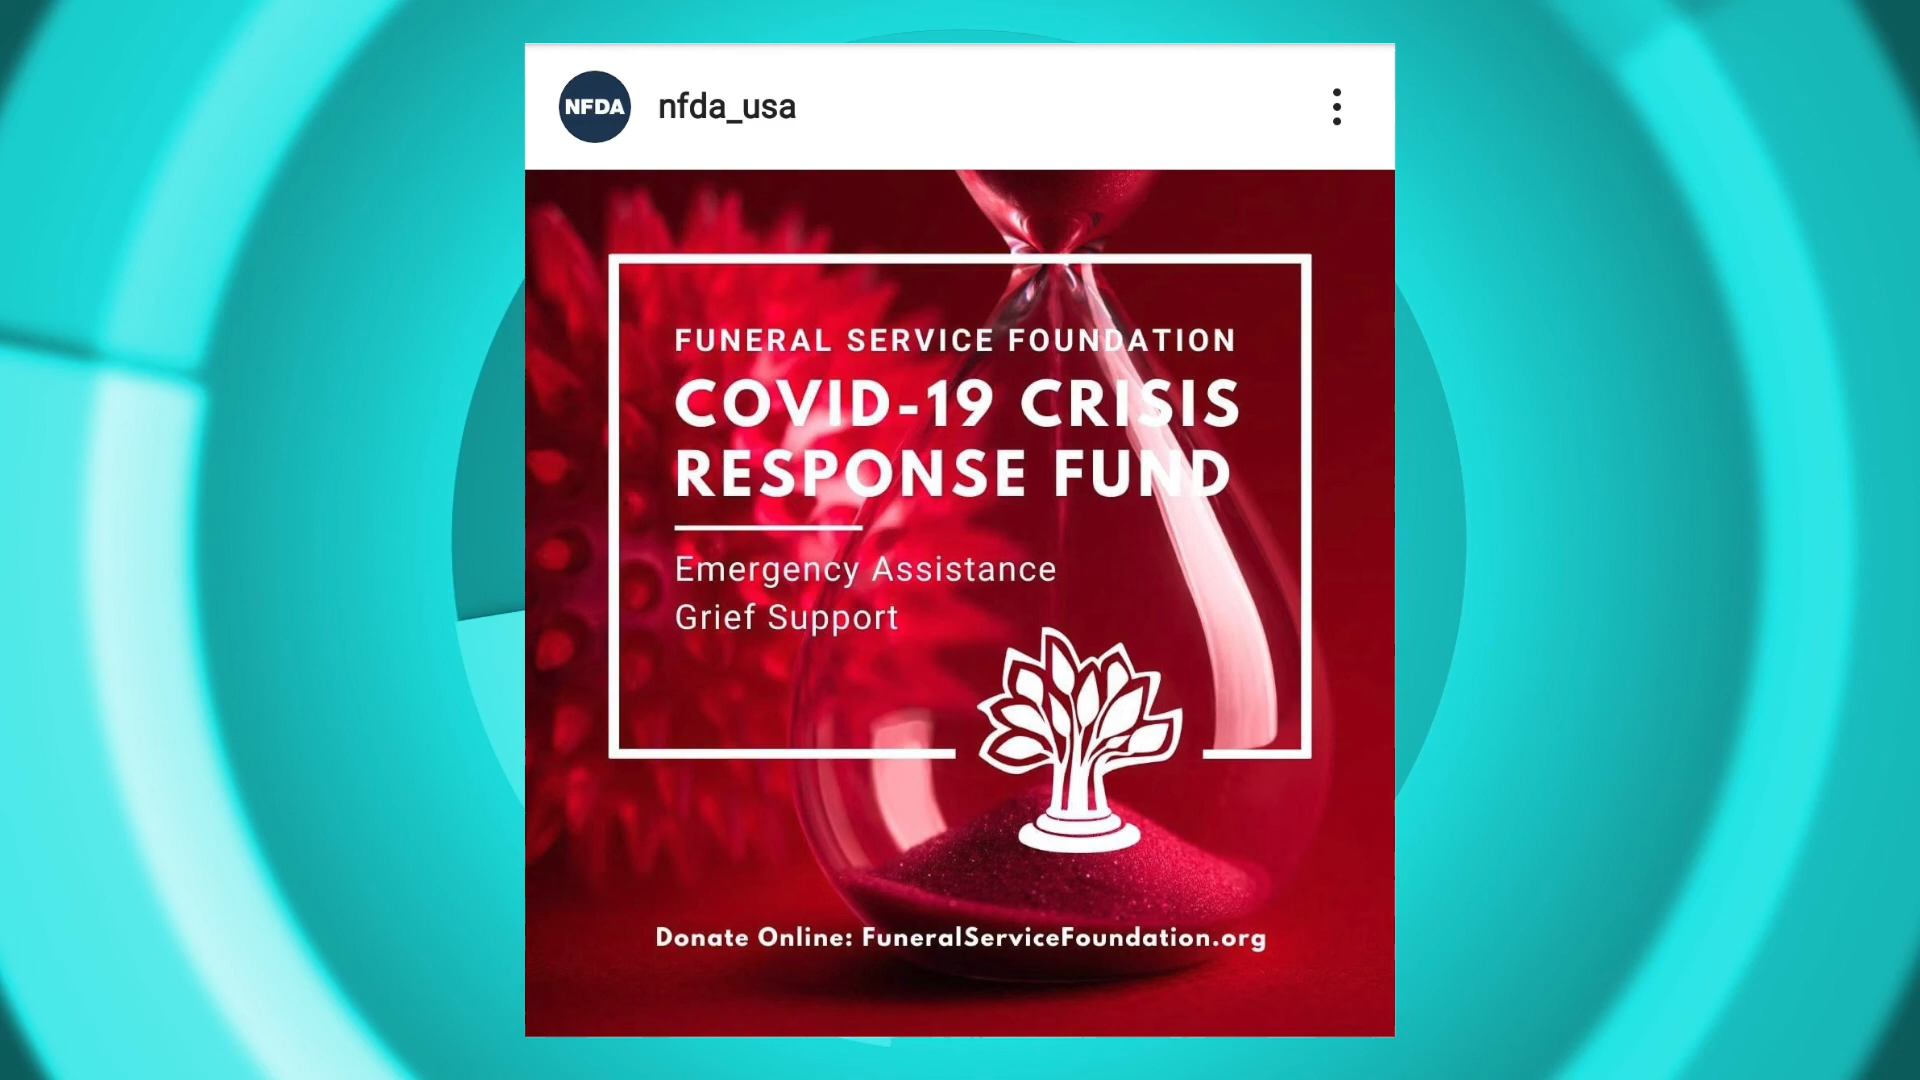 NFDA nfda_usa
FUNERAL SERVICE FOUNDATION
COVID-19 CRISIS
RESPONSE FUND
Emergency Assistance
Grief Support
Donate Online: FuneralServiceFoundation.org